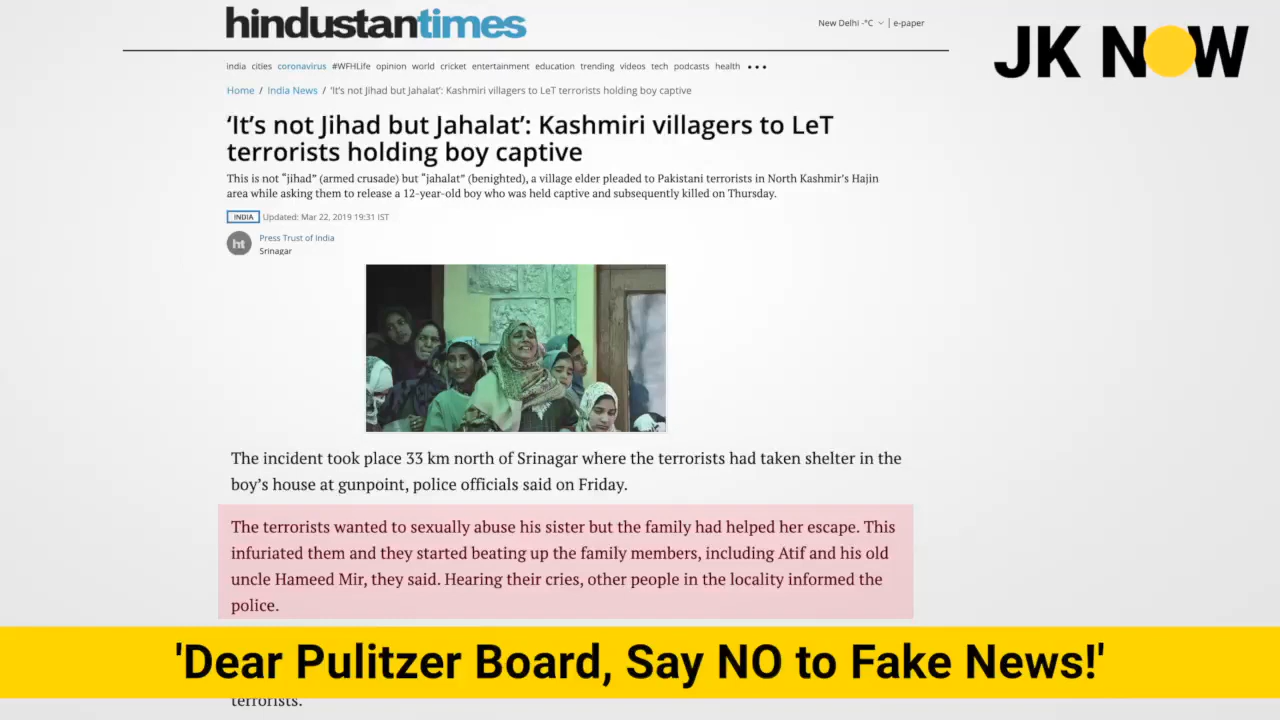 hindustantimes
New Delhi -°C | e-paper
JK NOW
india cities coronavirus #WFHLife opinion world cricket entertainment education trending videos tech podcasts health •••
Home / India News / 'It's not Jihad but Jahalat': Kashmiri villagers to LeT terrorists holding boy captive
‘It’s not Jihad but Jahalat’: Kashmiri villagers to LeT
terrorists holding boy captive
This is not “jihad” (armed crusade) but “jahalat” (benighted), a village elder pleaded to Pakistani terrorists in North Kashmir’s Hajin
area while asking them to release a 12-year-old boy who was held captive and subsequently killed on Thursday.
INDIA Updated: Mar 22, 2019 19:31 IST
ht
Press Trust of India
Srinagar
The incident took place 33 km north of Srinagar where the terrorists had taken shelter in the
boy’s house at gunpoint, police officials said on Friday.
The terrorists wanted to sexually abuse his sister but the family had helped her escape. This
infuriated them and they started beating up the family members, including Atif and his old
uncle Hameed Mir, they said. Hearing their cries, other people in the locality informed the
police.
'Dear Pulitzer Board, Say NO to Fake News!'
terrorists.